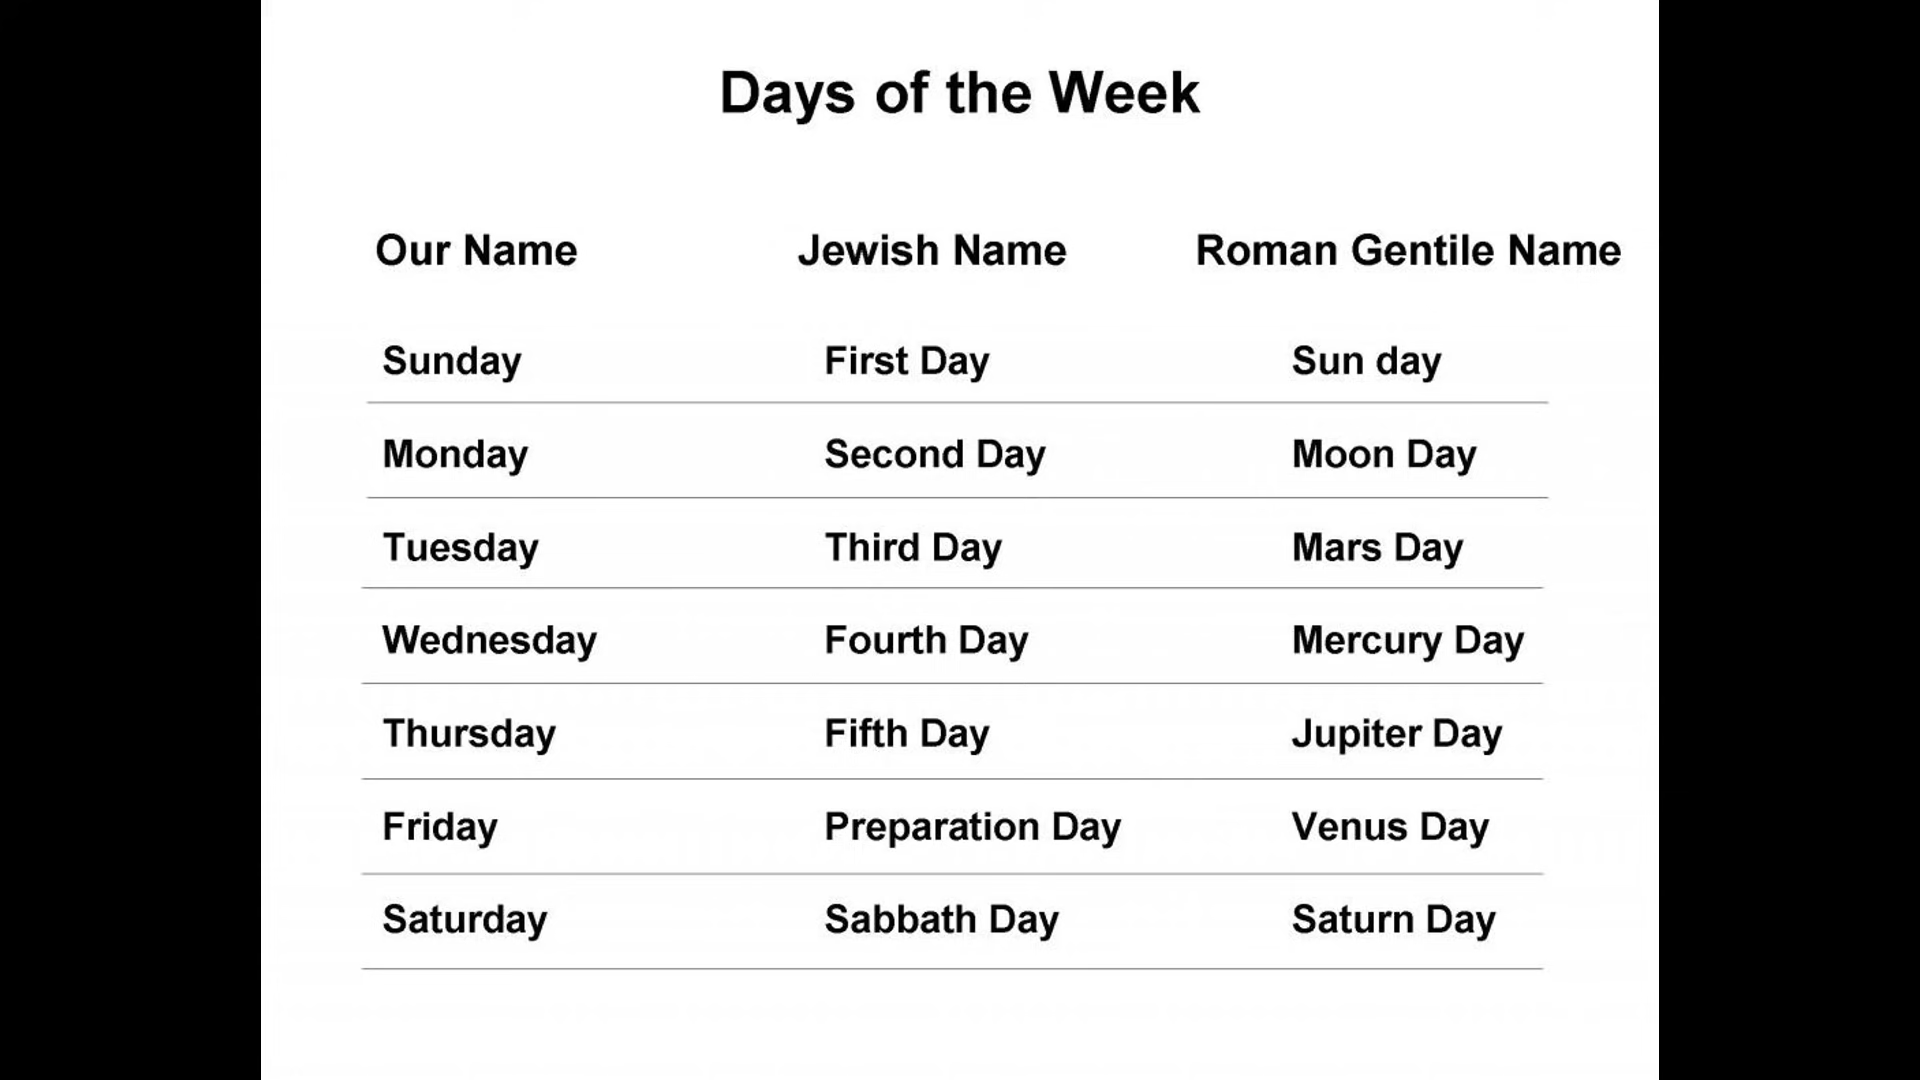 Days of the Week
Our Name Jewish Name Roman Gentile Name
Sunday First Day Sun day
Monday Second Day Moon Day
Tuesday Third Day Mars Day
Wednesday Fourth Day Mercury Day
Thursday Fifth Day Jupiter Day
Friday Preparation Day Venus Day
Saturday Sabbath Day Saturn Day